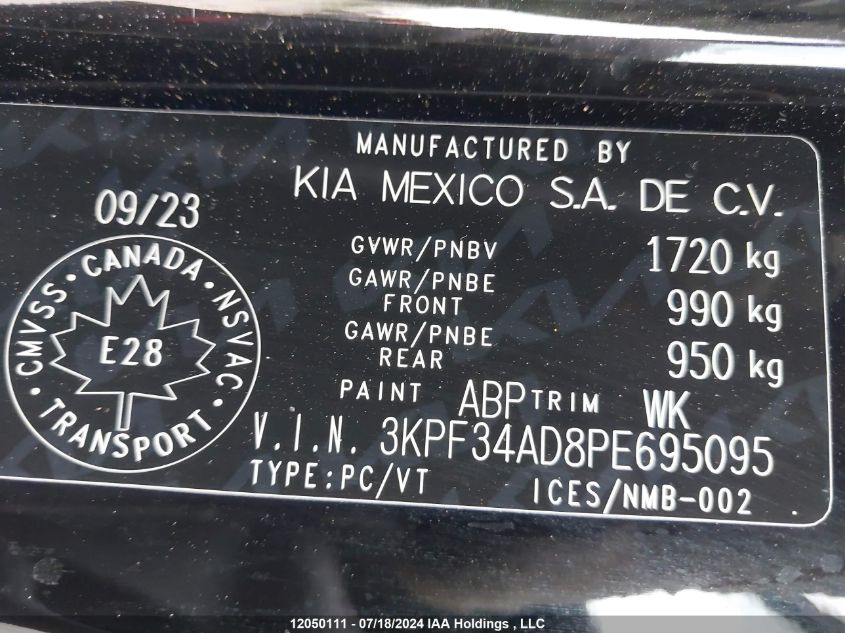 MANUFACTURED BY
KIA MEXICO S.A. DE C.V.
09/23
GVWR/PNBV 1720 kg
GAWR/PNBE
FRONT 990 kg
GAWR/PNBE
REAR 950 kg
CMVSS · CANADA · NSVAC · TRANSPORT ·
E28
PAINT ABP TRIM WK
V.I.N. 3KPF34AD8PE695095
TYPE:PC/VT ICES/NMB-002
12050111 - 07/18/2024 IAA Holdings , LLC